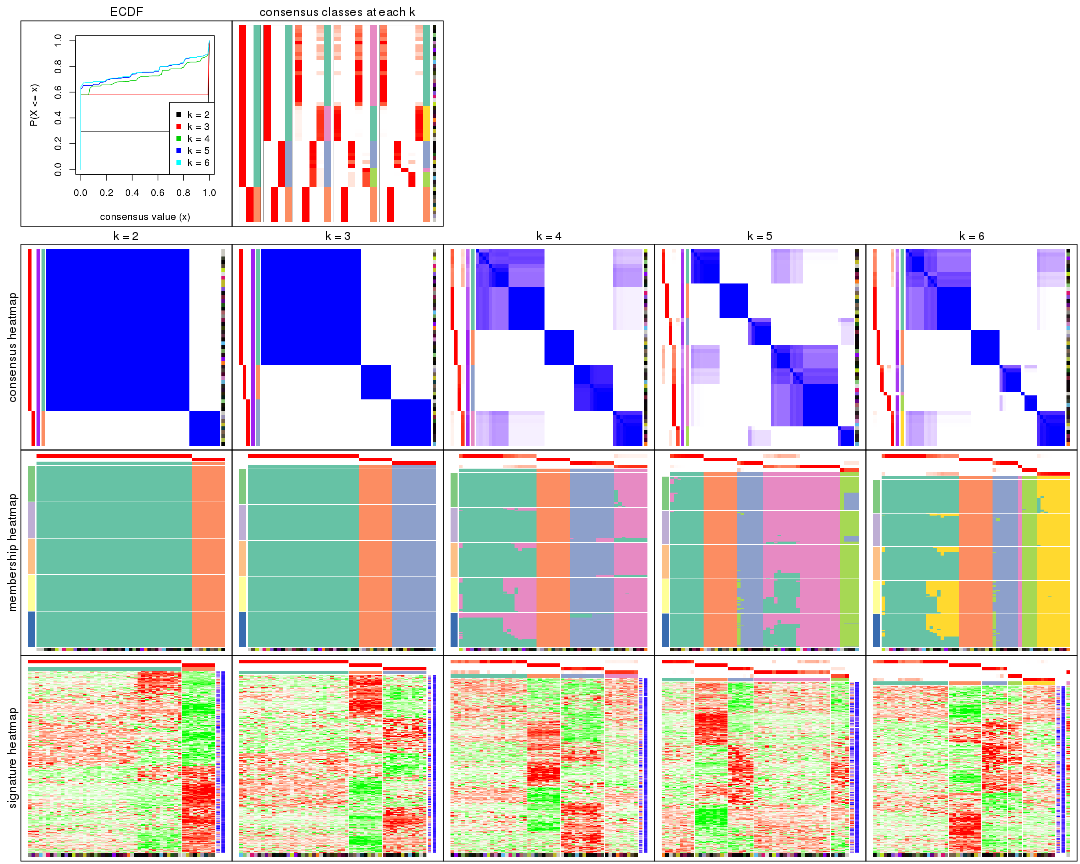 ECDF
consensus classes at each k
P(X <= x)
1.0
0.8
0.6
0.4
0.2
0.0
k = 2
k = 3
k = 4
k = 5
k = 6
0.0 0.2 0.4 0.6 0.8 1.0
consensus value (x)
k = 2
k = 3
k = 4
k = 5
k = 6
consensus heatmap
membership heatmap
signature heatmap